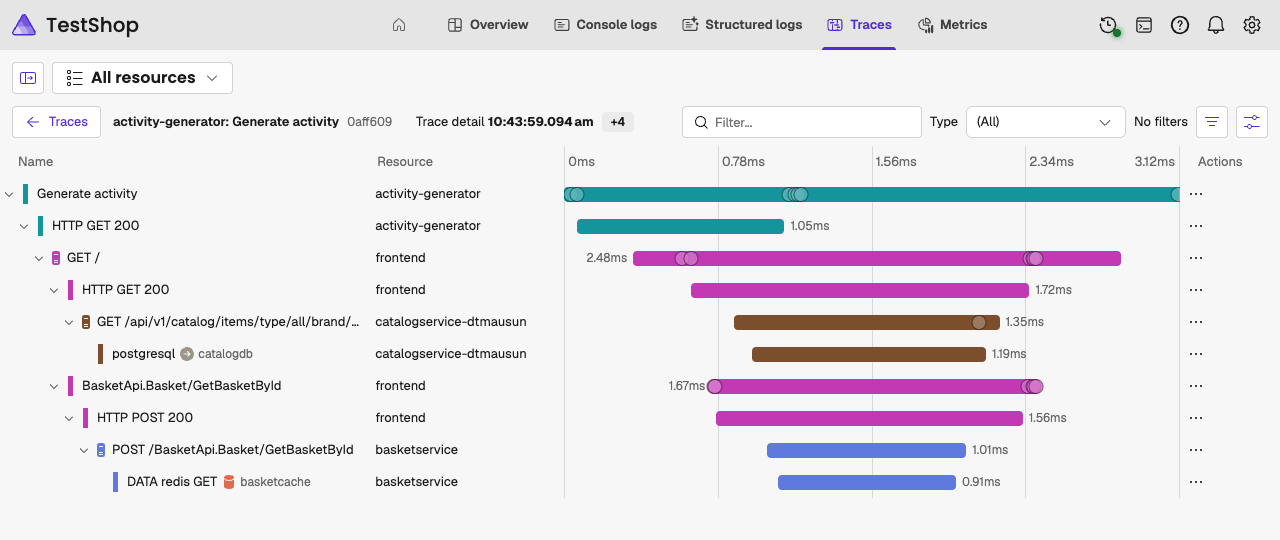 TestShop
Overview
Console logs
Structured logs
Traces
Metrics
All resources
Traces
activity-generator: Generate activity 0aff609
Trace detail 10:43:59.094 am
+4
Filter...
Type
(All)
No filters
Name Resource 0ms 0.78ms 1.56ms 2.34ms 3.12ms Actions
Generate activity activity-generator
HTTP GET 200 activity-generator 1.05ms
GET / frontend 2.48ms
HTTP GET 200 frontend 1.72ms
GET /api/v1/catalog/items/type/all/brand/... catalogservice-dtmausun 1.35ms
postgresql catalogdb catalogservice-dtmausun 1.19ms
BasketApi.Basket/GetBasketById frontend 1.67ms
HTTP POST 200 frontend 1.56ms
POST /BasketApi.Basket/GetBasketById basketservice 1.01ms
DATA redis GET basketcache basketservice 0.91ms